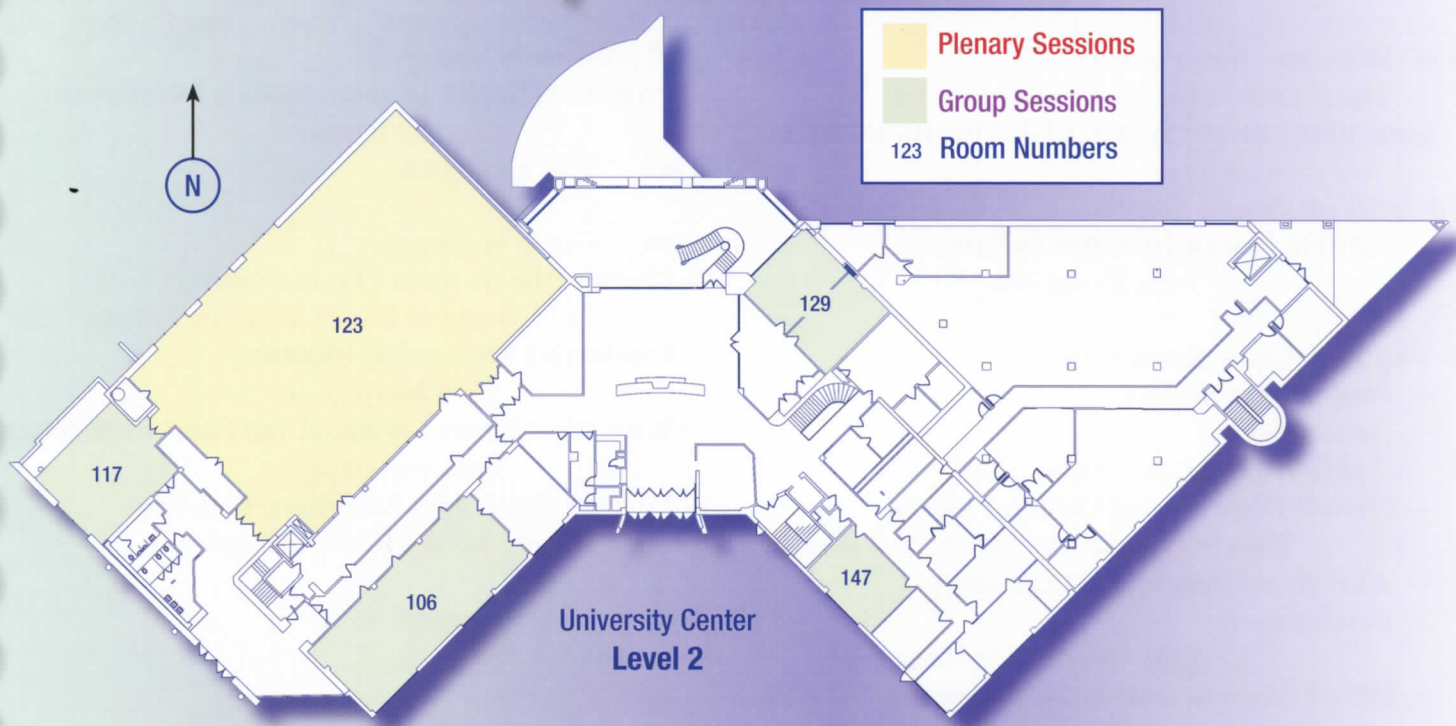 Plenary Sessions
Group Sessions
123 Room Numbers
N
123
129
117
106
147
University Center
Level 2